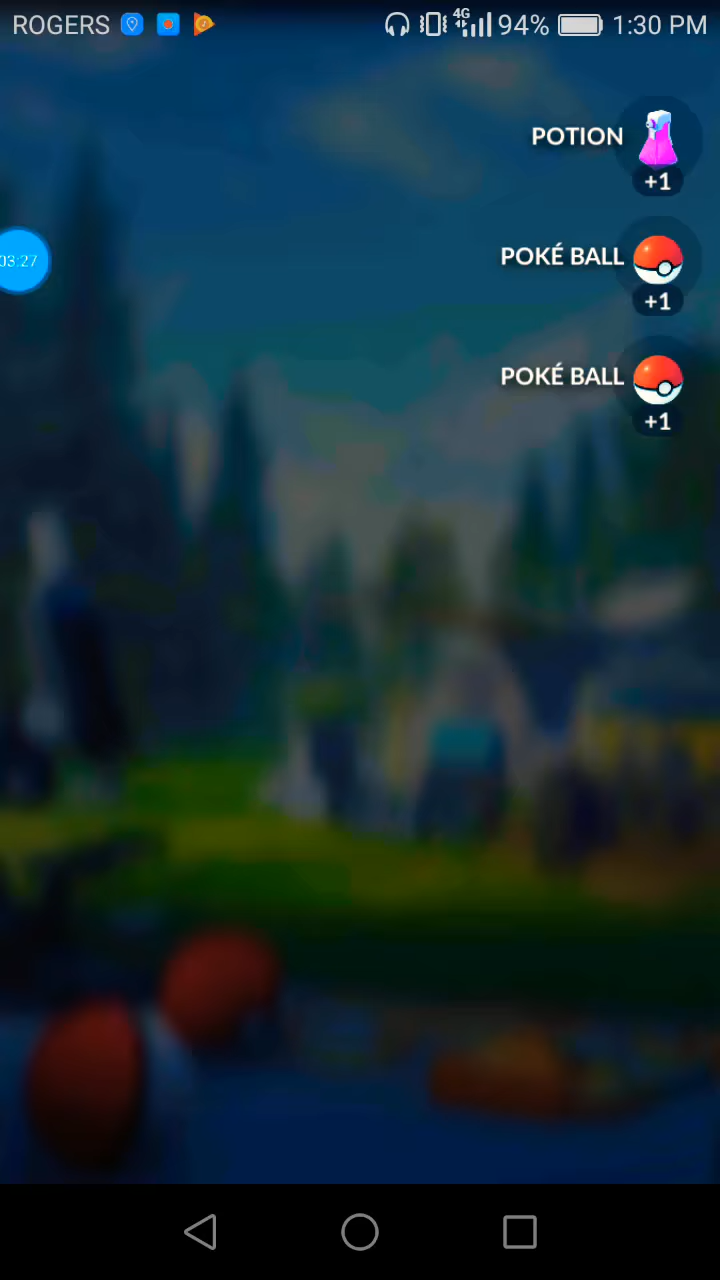 ROGERS 4G 94% 1:30 PM
POTION
+1
03:27
POKÉ BALL
+1
POKÉ BALL
+1